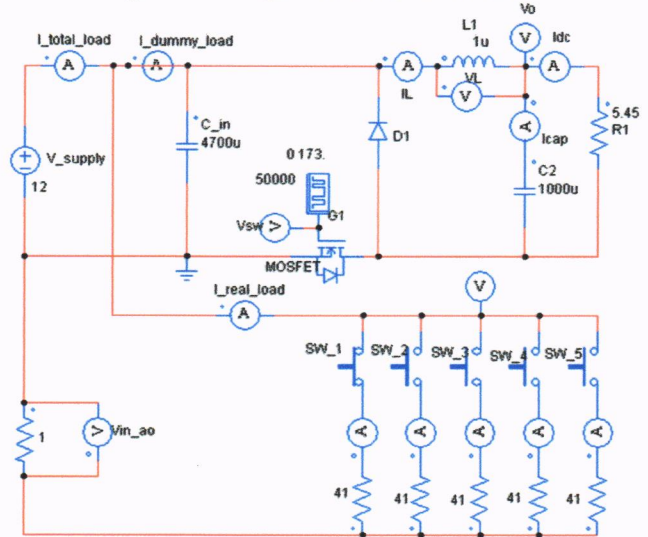 I_total_load
I_dummy_load
L1
1u
Vo
Idc
A
A
A
V
A
VL
V
IL
A
Icap
5.45
R1
V_supply
12
C_in
4700u
D1
C2
1000u
0 173.
50000
G1
Vsw
V
MOSFET
I_real_load
A
V
SW_1
SW_2
SW_3
SW_4
SW_5
1
V
Vin_ao
A
A
A
A
A
41
41
41
41
41